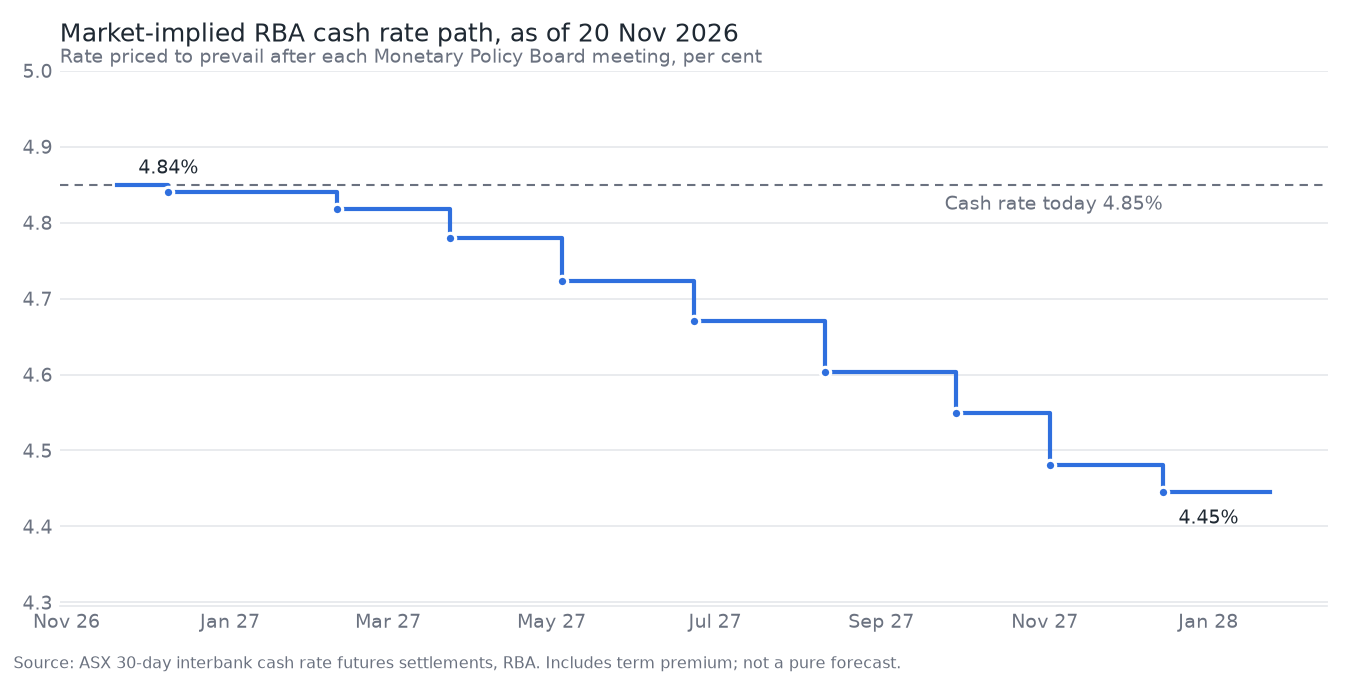 Market-implied RBA cash rate path, as of 20 Nov 2026
Rate priced to prevail after each Monetary Policy Board meeting, per cent
5.0
4.9
4.84%
Cash rate today 4.85%
4.8
4.7
4.6
4.5
4.45%
4.4
4.3
Nov 26 Jan 27 Mar 27 May 27 Jul 27 Sep 27 Nov 27 Jan 28
Source: ASX 30-day interbank cash rate futures settlements, RBA. Includes term premium; not a pure forecast.